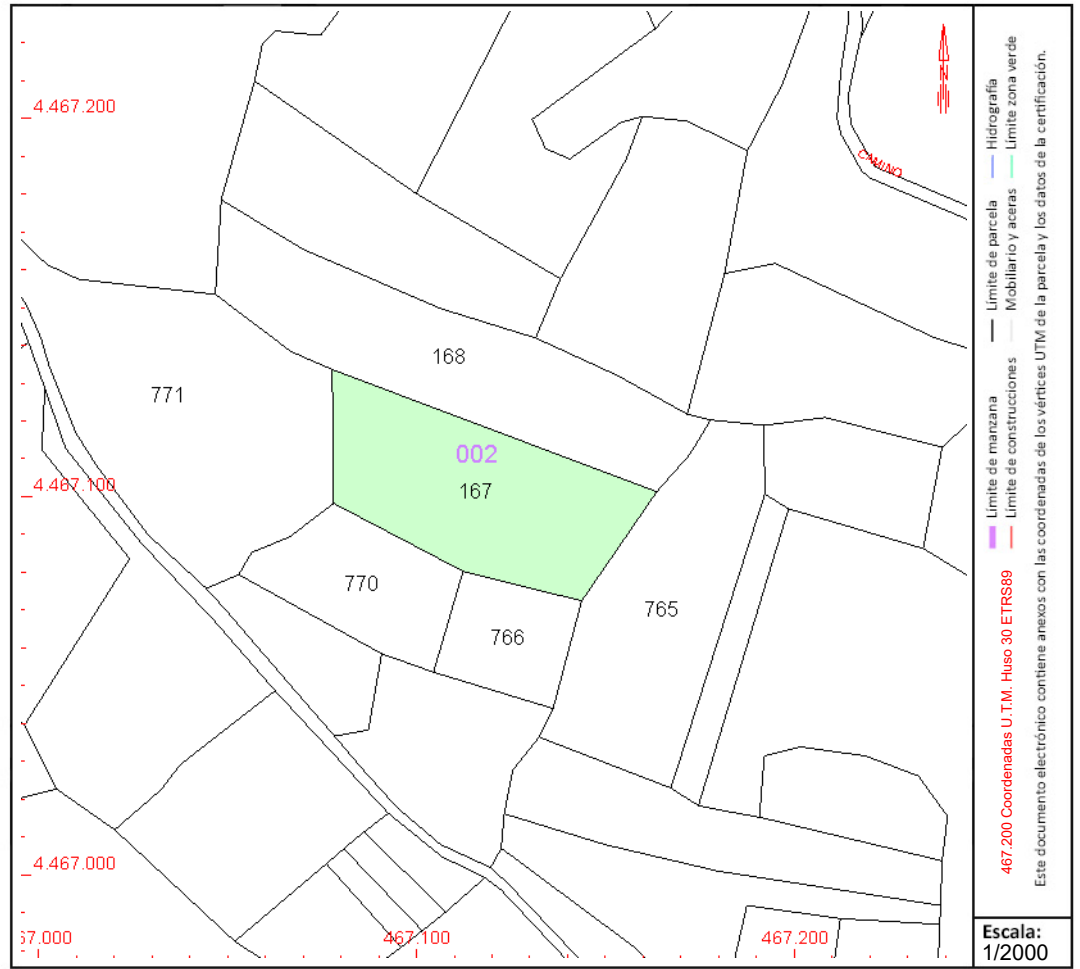 4.467.200
CAMINO
N
168
771
002
167
4.467.100
770
765
766
4.467.000
67.000
467.100
467.200
Límite de manzana
Límite de parcela
Hidrografía
Límite de construcciones
Mobiliario y aceras
Límite zona verde
467.200 Coordenadas U.T.M. Huso 30 ETRS89
Este documento electrónico contiene anexos con las coordenadas de los vértices UTM de la parcela y los datos de la certificación.
Escala:
1/2000